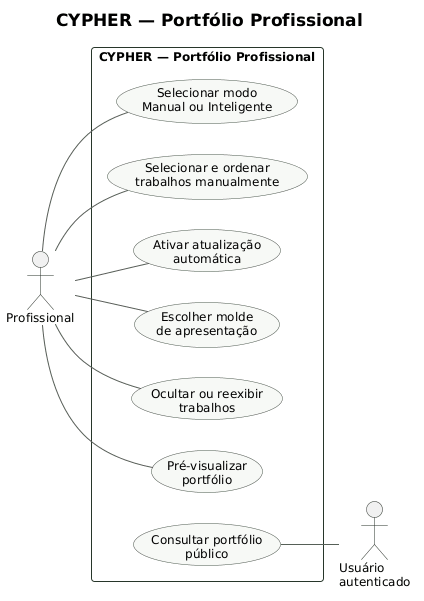 CYPHER — Portfólio Profissional
CYPHER — Portfólio Profissional
Selecionar modo
Manual ou Inteligente
Selecionar e ordenar
trabalhos manualmente
Ativar atualização
automática
Profissional
Escolher molde
de apresentação
Ocultar ou reexibir
trabalhos
Pré-visualizar
portfólio
Consultar portfólio
público
Usuário
autenticado